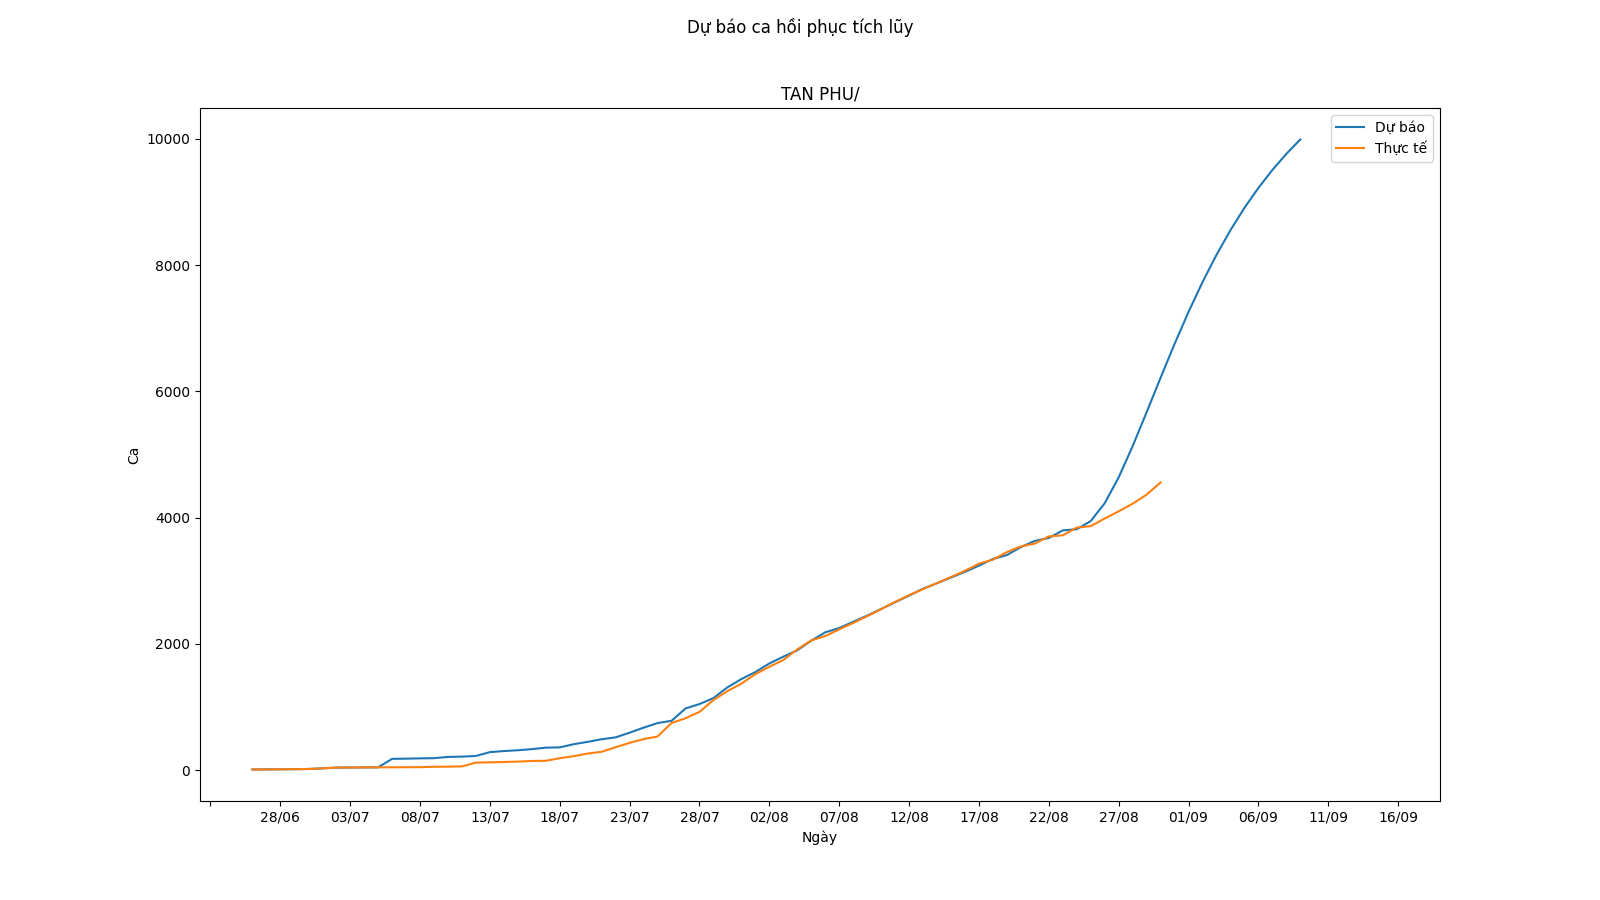 Dự báo ca hồi phục tích lũy
TAN PHU/
Dự báo
Thực tế
10000
8000
6000
4000
2000
0
Ca
28/06 03/07 08/07 13/07 18/07 23/07 28/07 02/08 07/08 12/08 17/08 22/08 27/08 01/09 06/09 11/09 16/09
Ngày